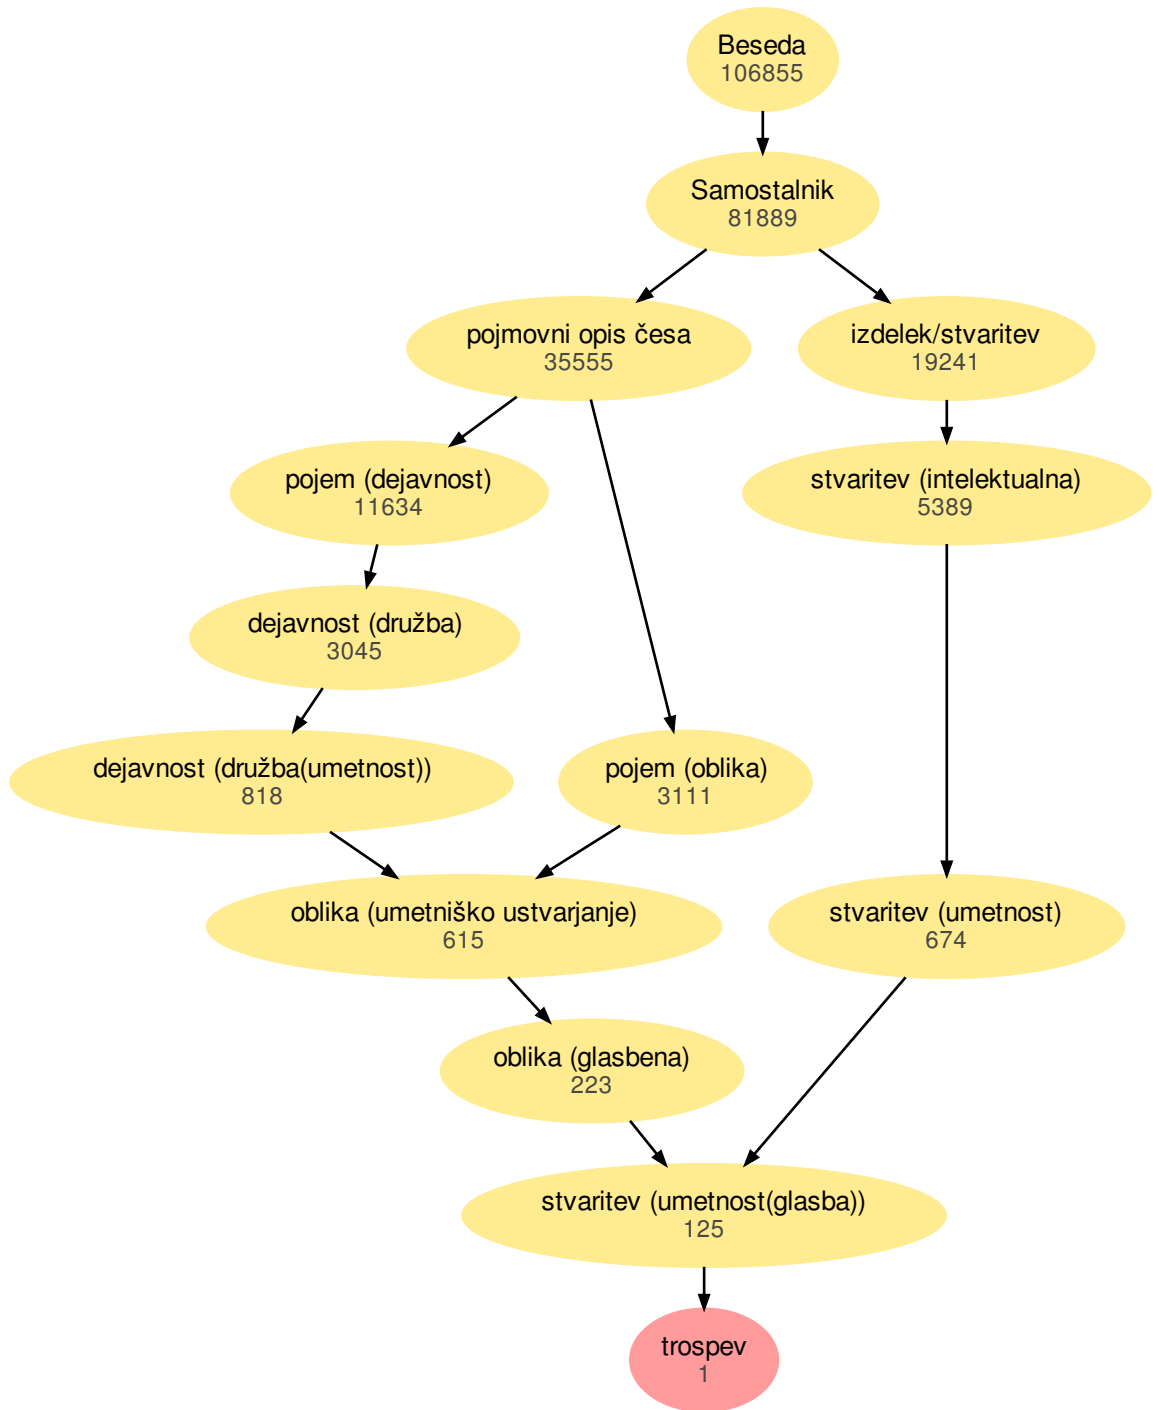 Beseda
106855
Samostalnik
81889
pojmovni opis česa
35555
izdelek/stvaritev
19241
pojem (dejavnost)
11634
stvaritev (intelektualna)
5389
dejavnost (družba)
3045
dejavnost (družba(umetnost))
818
pojem (oblika)
3111
oblika (umetniško ustvarjanje)
615
stvaritev (umetnost)
674
oblika (glasbena)
223
stvaritev (umetnost(glasba))
125
trospev
1